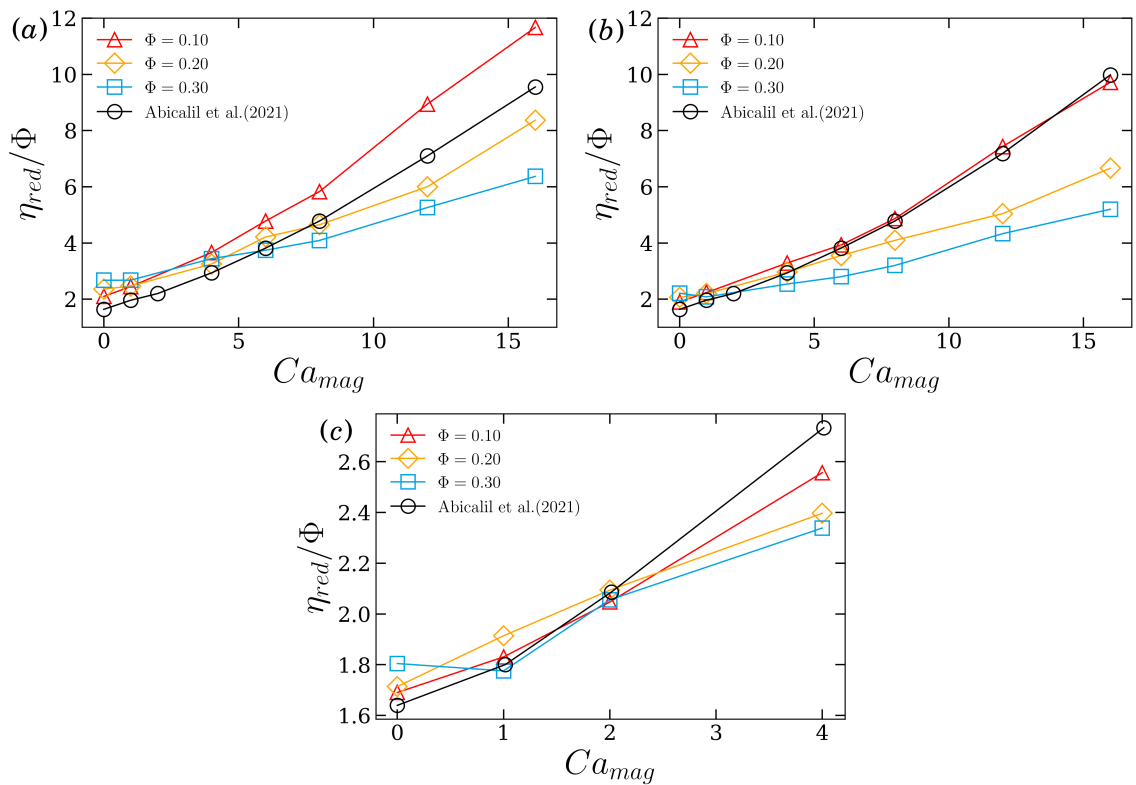 (a)
12
10
8
6
4
2
0
5
10
15
η_red/Φ
Ca_mag
Φ = 0.10
Φ = 0.20
Φ = 0.30
Abicalil et al.(2021)
(b)
12
10
8
6
4
2
0
5
10
15
η_red/Φ
Ca_mag
Φ = 0.10
Φ = 0.20
Φ = 0.30
Abicalil et al.(2021)
(c)
2.6
2.4
2.2
2.0
1.8
1.6
0
1
2
3
4
η_red/Φ
Ca_mag
Φ = 0.10
Φ = 0.20
Φ = 0.30
Abicalil et al.(2021)